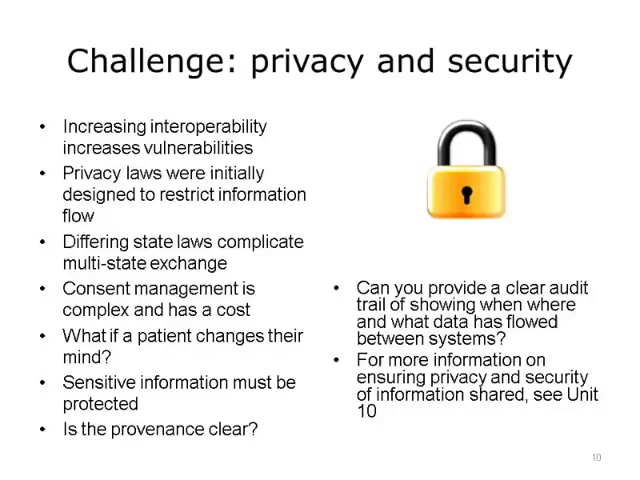 Challenge: privacy and security
• Increasing interoperability
increases vulnerabilities
• Privacy laws were initially
designed to restrict information
flow
• Differing state laws complicate
multi-state exchange
• Consent management is
complex and has a cost
• What if a patient changes their
mind?
• Sensitive information must be
protected
• Is the provenance clear?
• Can you provide a clear audit
trail of showing when where
and what data has flowed
between systems?
• For more information on
ensuring privacy and security
of information shared, see Unit
10
10